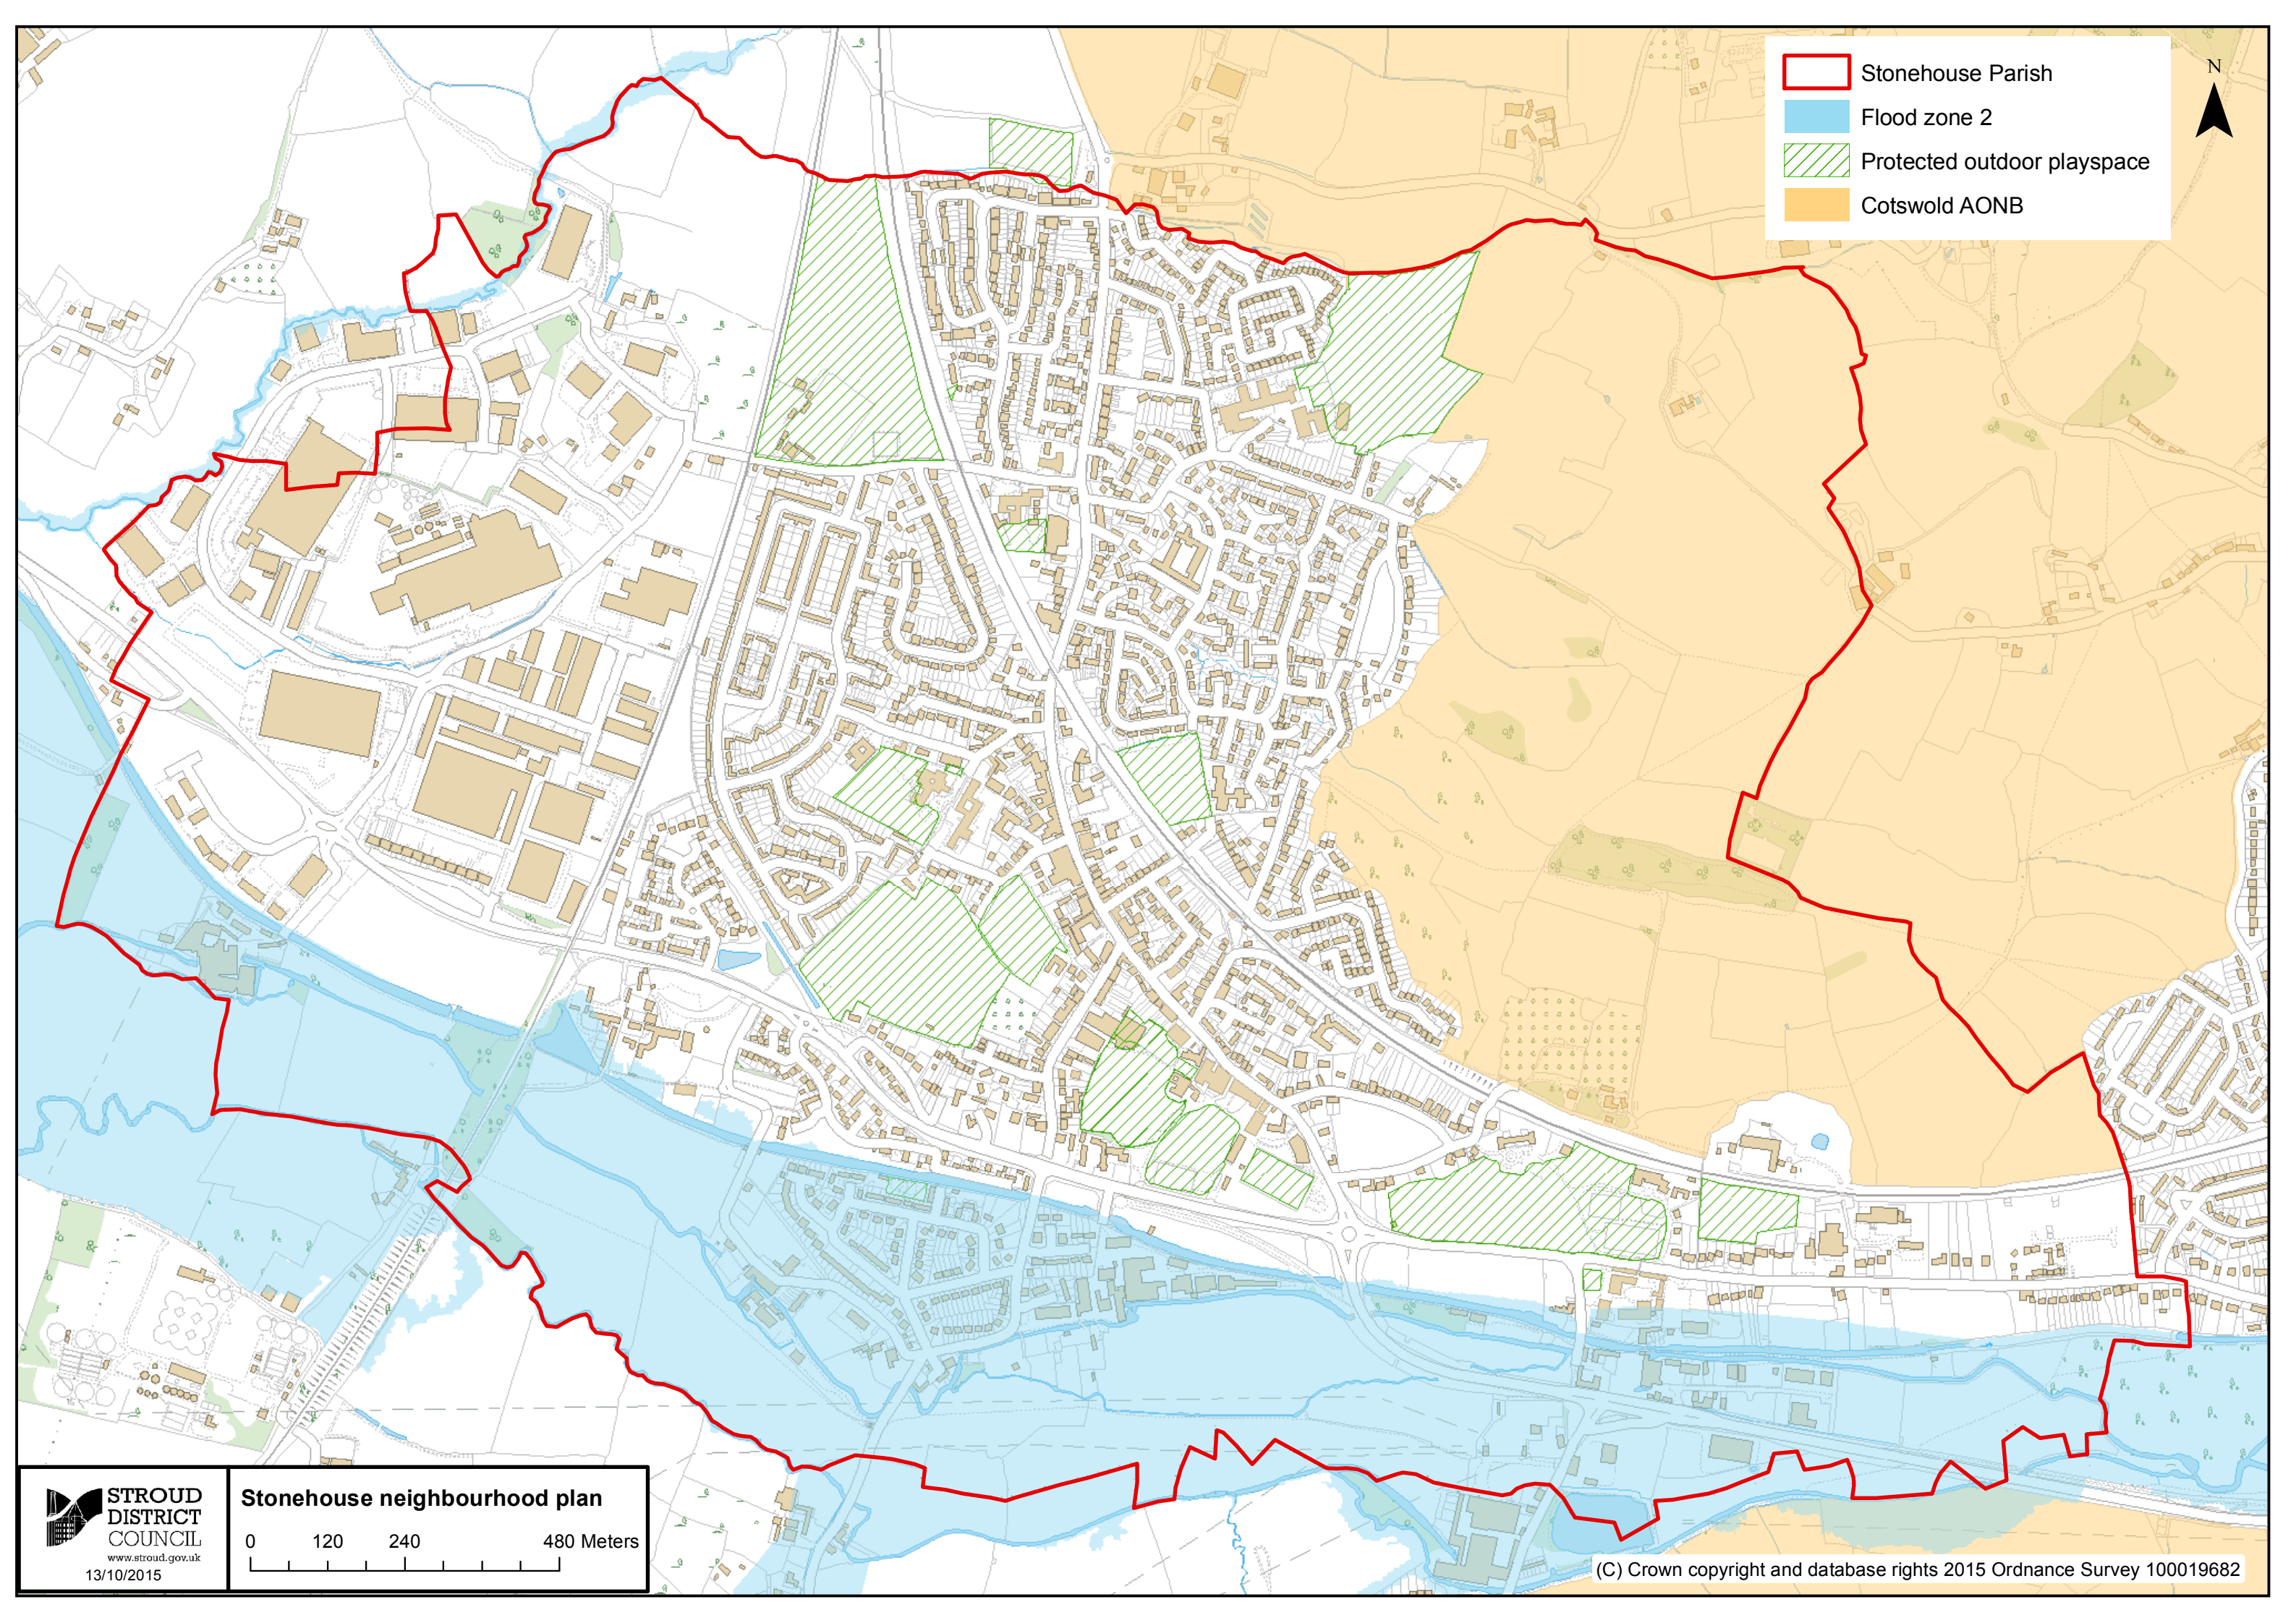 Stonehouse Parish
Flood zone 2
Protected outdoor playspace
Cotswold AONB
N
STROUD
DISTRICT
COUNCIL
www.stroud.gov.uk
13/10/2015
Stonehouse neighbourhood plan
0 120 240 480 Meters
(C) Crown copyright and database rights 2015 Ordnance Survey 100019682